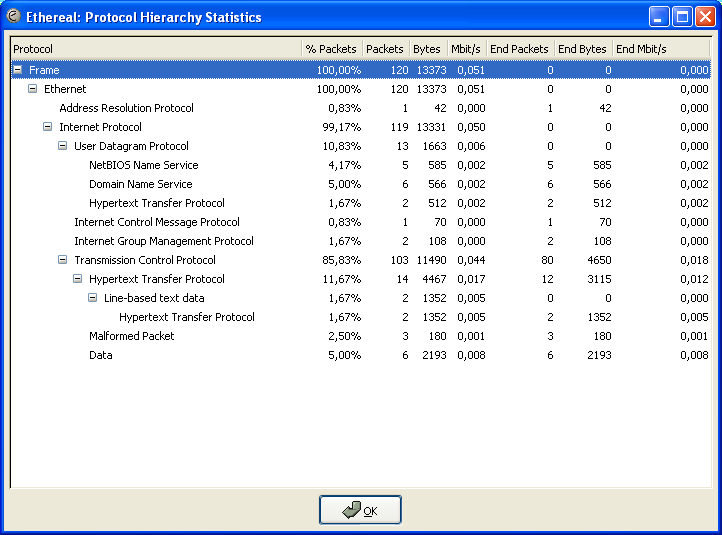 Ethereal: Protocol Hierarchy Statistics
Protocol % Packets Packets Bytes Mbit/s End Packets End Bytes End Mbit/s
Frame 100,00% 120 13373 0,051 0 0 0,000
Ethernet 100,00% 120 13373 0,051 0 0 0,000
Address Resolution Protocol 0,83% 1 42 0,000 1 42 0,000
Internet Protocol 99,17% 119 13331 0,050 0 0 0,000
User Datagram Protocol 10,83% 13 1663 0,006 0 0 0,000
NetBIOS Name Service 4,17% 5 585 0,002 5 585 0,002
Domain Name Service 5,00% 6 566 0,002 6 566 0,002
Hypertext Transfer Protocol 1,67% 2 512 0,002 2 512 0,002
Internet Control Message Protocol 0,83% 1 70 0,000 1 70 0,000
Internet Group Management Protocol 1,67% 2 108 0,000 2 108 0,000
Transmission Control Protocol 85,83% 103 11490 0,044 80 4650 0,018
Hypertext Transfer Protocol 11,67% 14 4467 0,017 12 3115 0,012
Line-based text data 1,67% 2 1352 0,005 0 0 0,000
Hypertext Transfer Protocol 1,67% 2 1352 0,005 2 1352 0,005
Malformed Packet 2,50% 3 180 0,001 3 180 0,001
Data 5,00% 6 2193 0,008 6 2193 0,008
OK